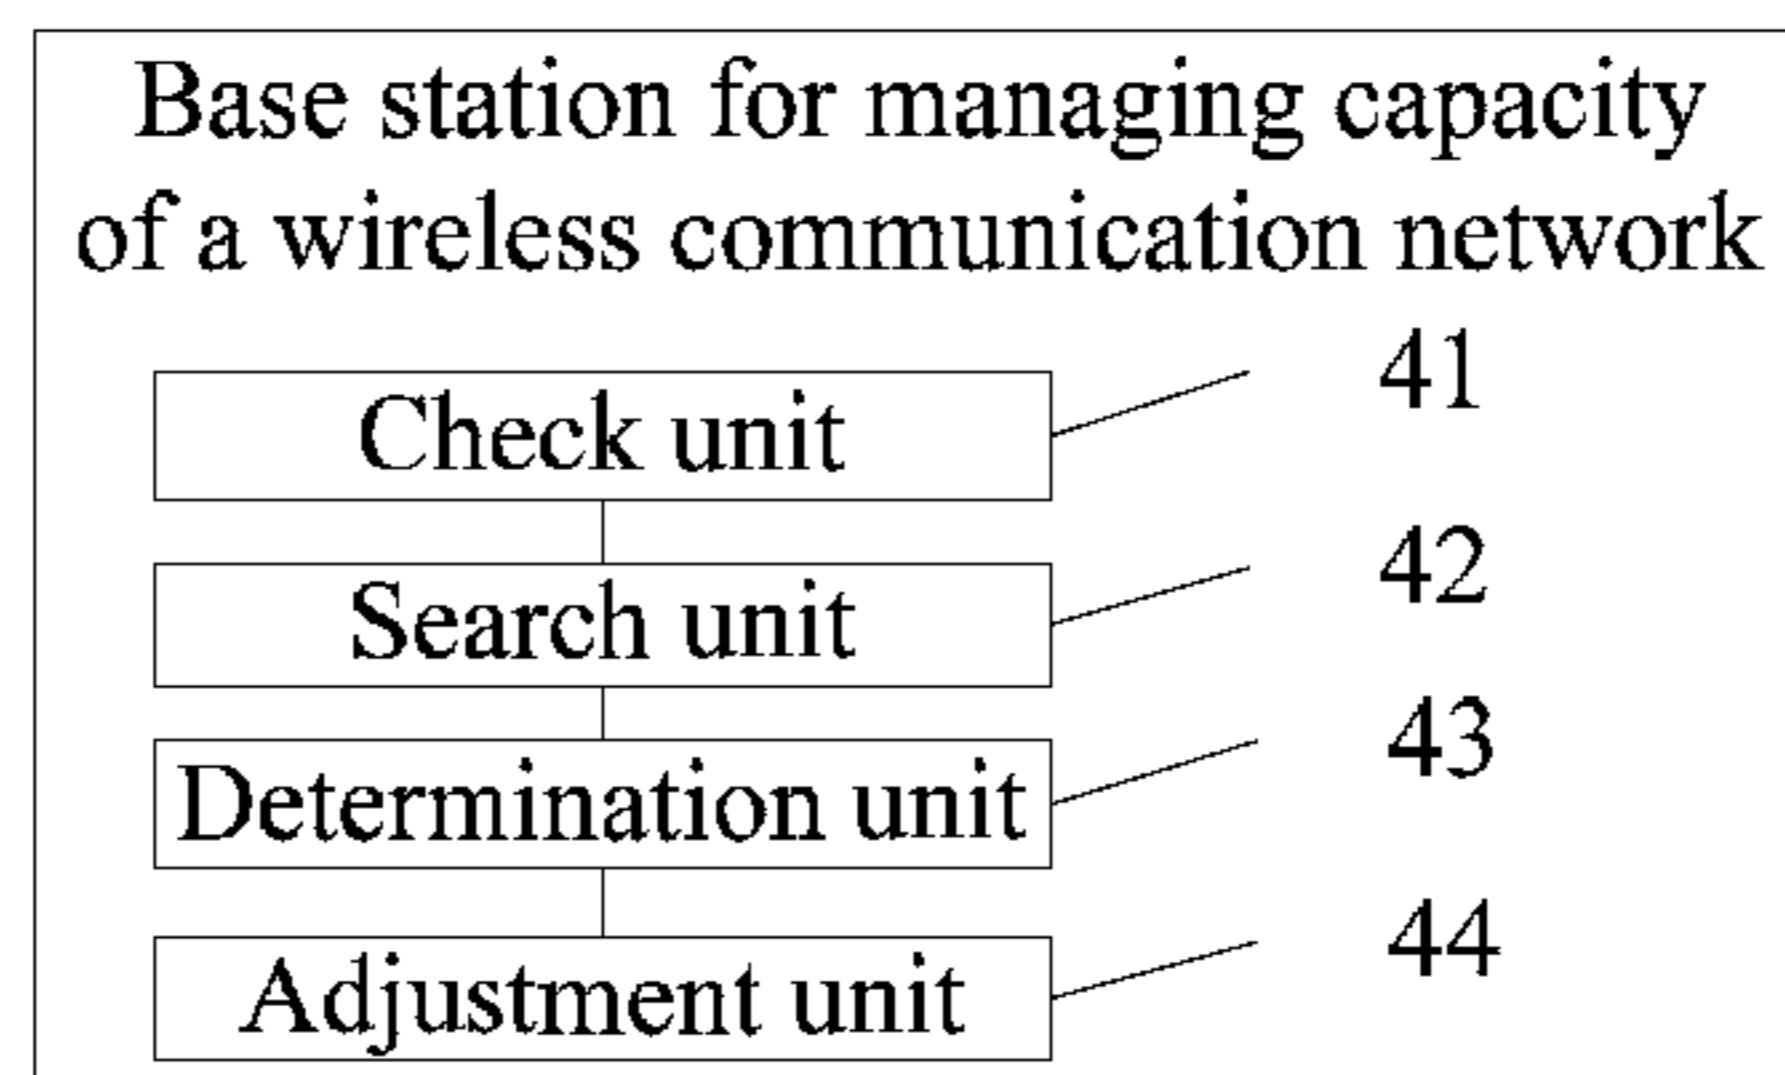 Base station for managing capacity
of a wireless communication network
41
Check unit
42
Search unit
43
Determination unit
44
Adjustment unit